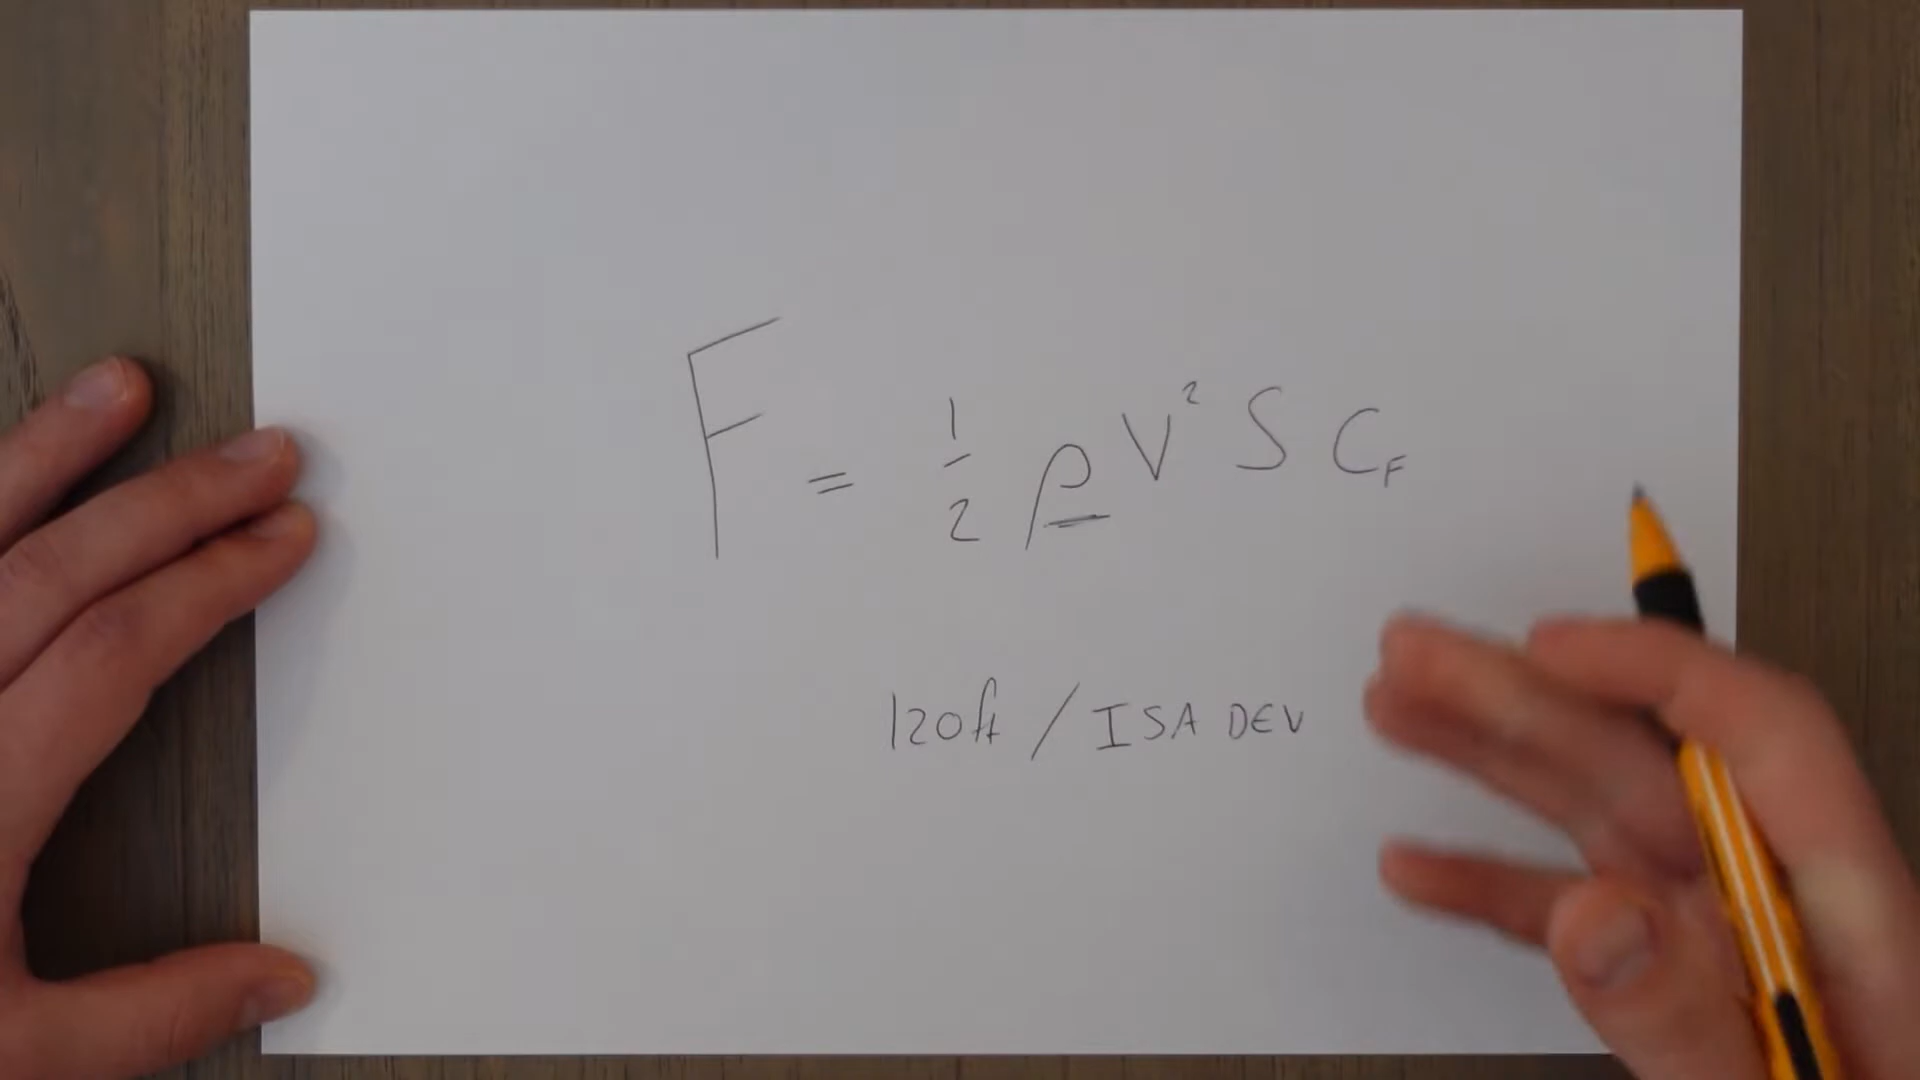 F = 1/2 ρ V² S C_F
120ft / ISA DEV